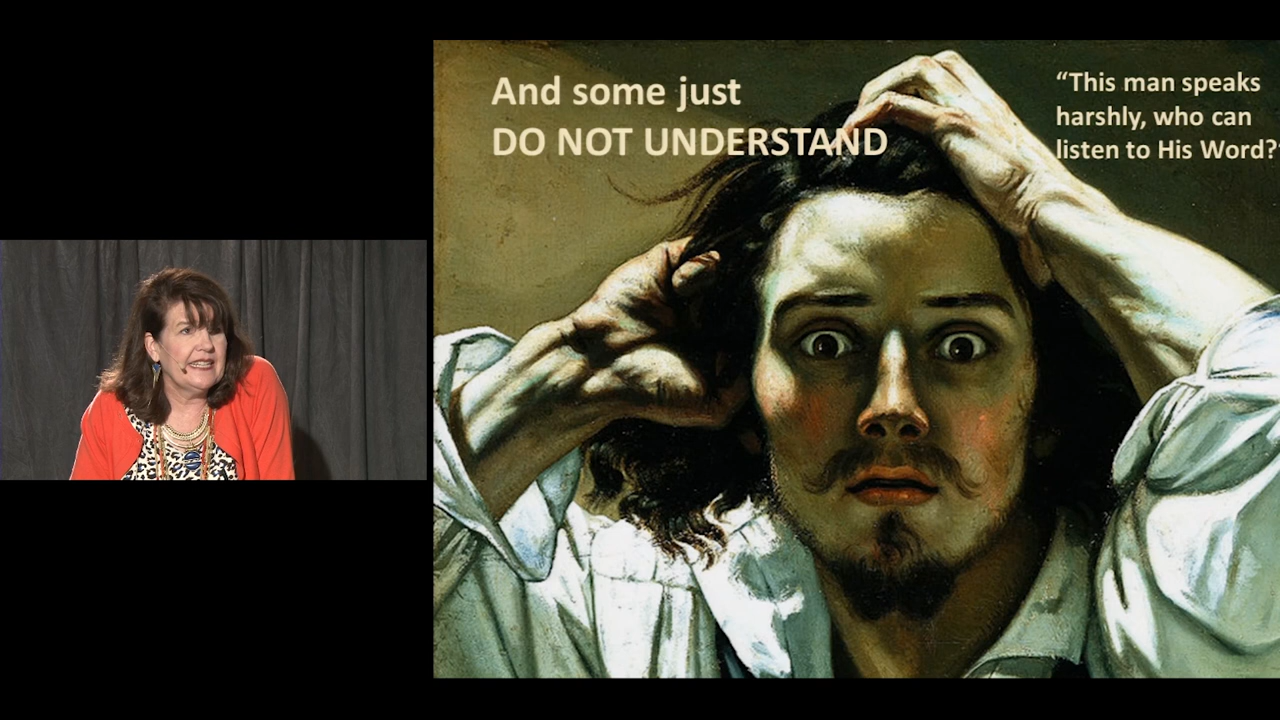 And some just
DO NOT UNDERSTAND
“This man speaks
harshly, who can
listen to His Word?"